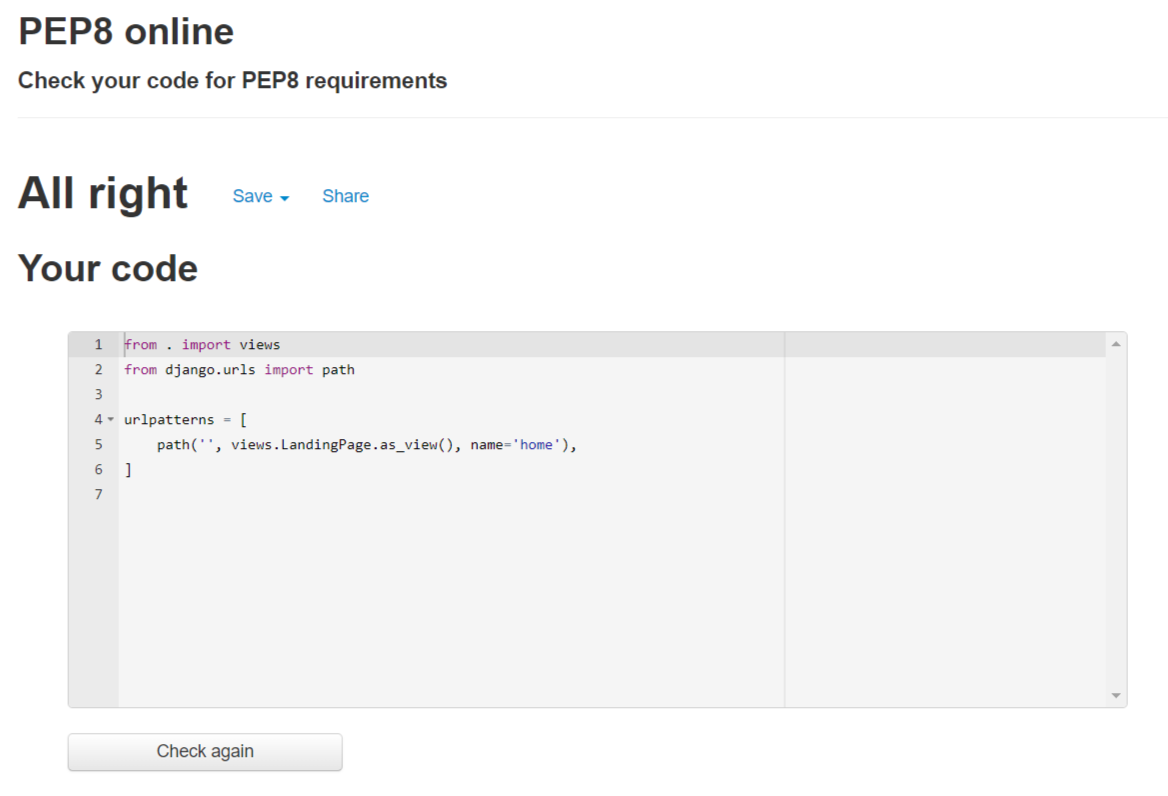 PEP8 online
Check your code for PEP8 requirements
All right Save Share
Your code
1 from . import views
2 from django.urls import path
3
4 urlpatterns = [
5     path('', views.LandingPage.as_view(), name='home'),
6 ]
7
Check again